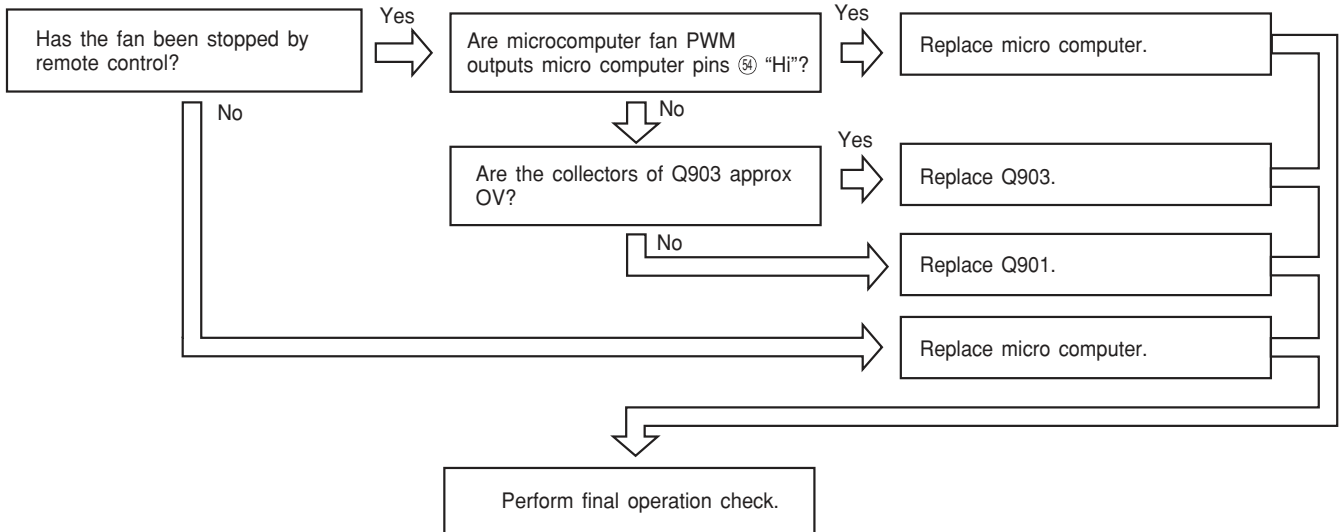 Has the fan been stopped by
remote control?
Yes
Are microcomputer fan PWM
outputs micro computer pins ㊴ “Hi”?
Yes
Replace micro computer.
No
No
Are the collectors of Q903 approx
OV?
Yes
Replace Q903.
No
Replace Q901.
Replace micro computer.
Perform final operation check.